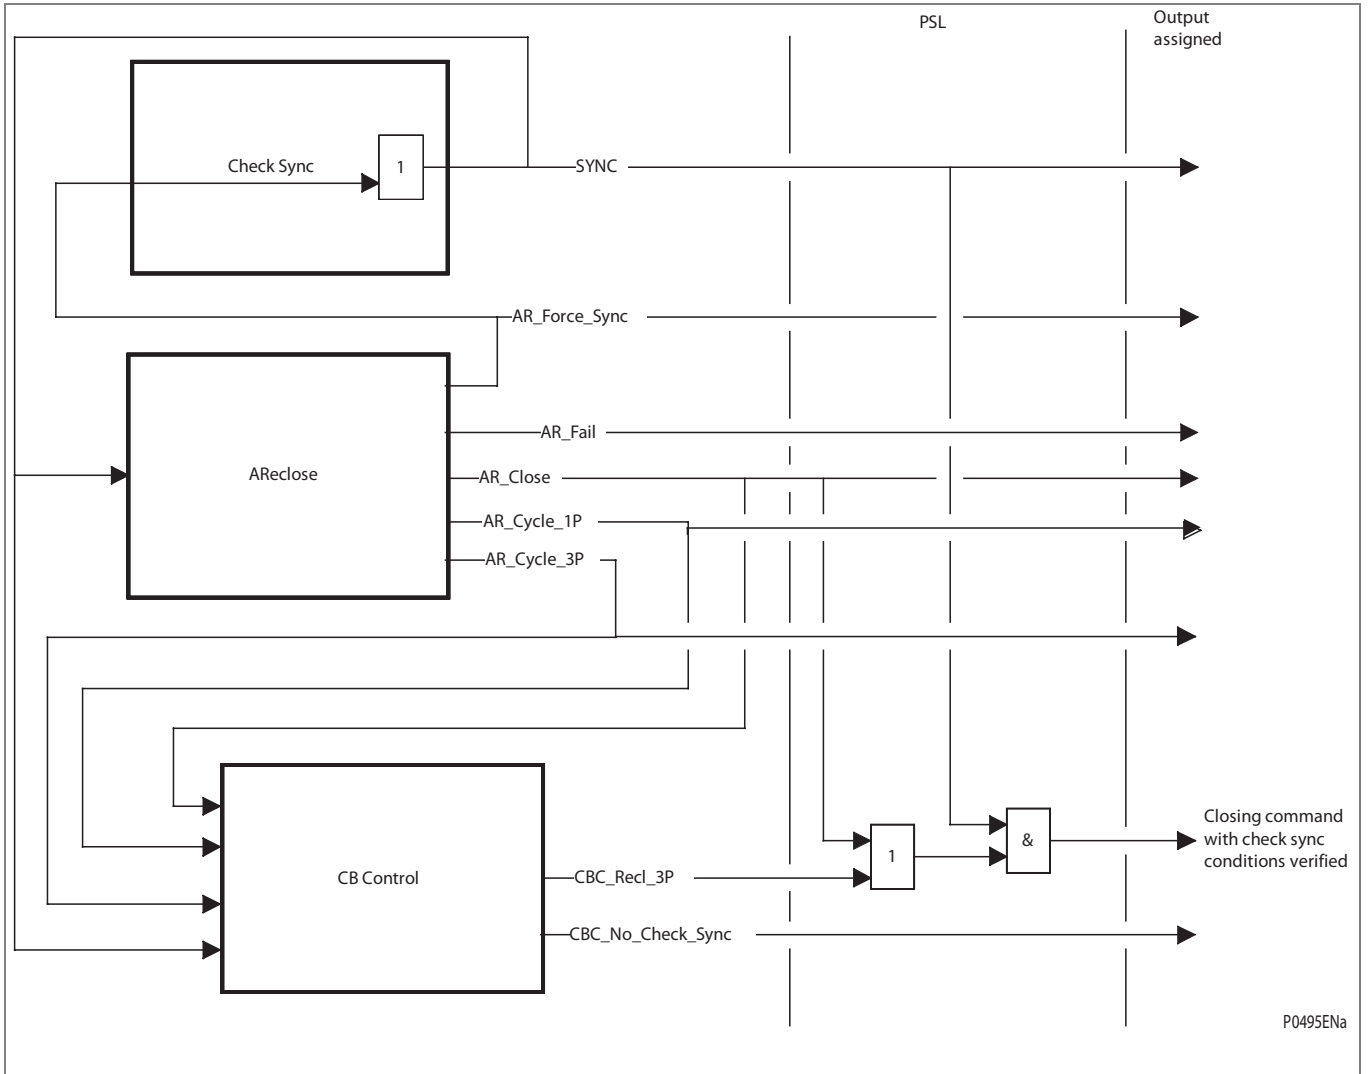 PSL
Output
assigned
Check Sync
1
SYNC
AR_Force_Sync
AR_Fail
AReclose
AR_Close
AR_Cycle_1P
AR_Cycle_3P
Closing command
with check sync
conditions verified
&
1
CB Control
CBC_Recl_3P
CBC_No_Check_Sync
P0495ENa